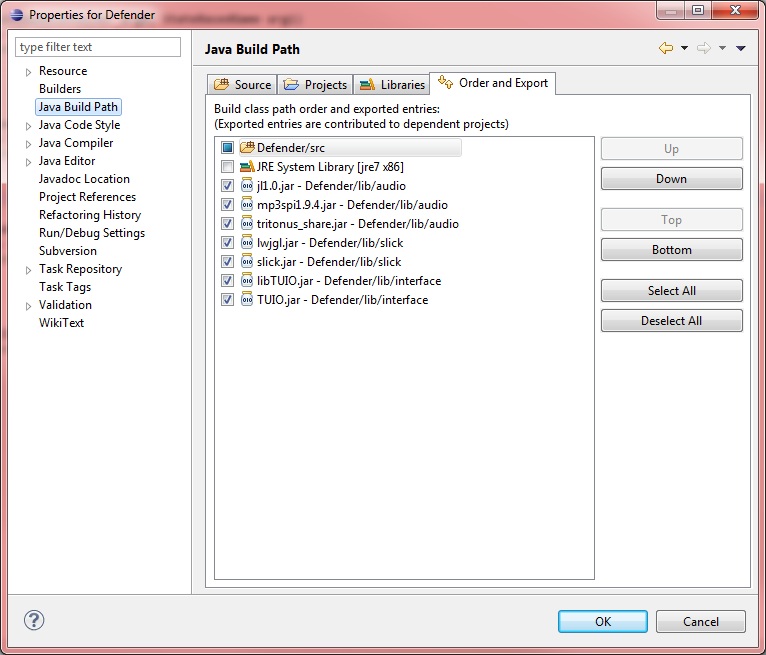 Properties for Defender
type filter text
Resource
Builders
Java Build Path
Java Code Style
Java Compiler
Java Editor
Javadoc Location
Project References
Refactoring History
Run/Debug Settings
Subversion
Task Repository
Task Tags
Validation
WikiText
Java Build Path
Source Projects Libraries Order and Export
Build class path order and exported entries:
(Exported entries are contributed to dependent projects)
Defender/src
JRE System Library [jre7 x86]
jl1.0.jar - Defender/lib/audio
mp3spi1.9.4.jar - Defender/lib/audio
tritonus_share.jar - Defender/lib/audio
lwjgl.jar - Defender/lib/slick
slick.jar - Defender/lib/slick
libTUIO.jar - Defender/lib/interface
TUIO.jar - Defender/lib/interface
Up
Down
Top
Bottom
Select All
Deselect All
OK Cancel